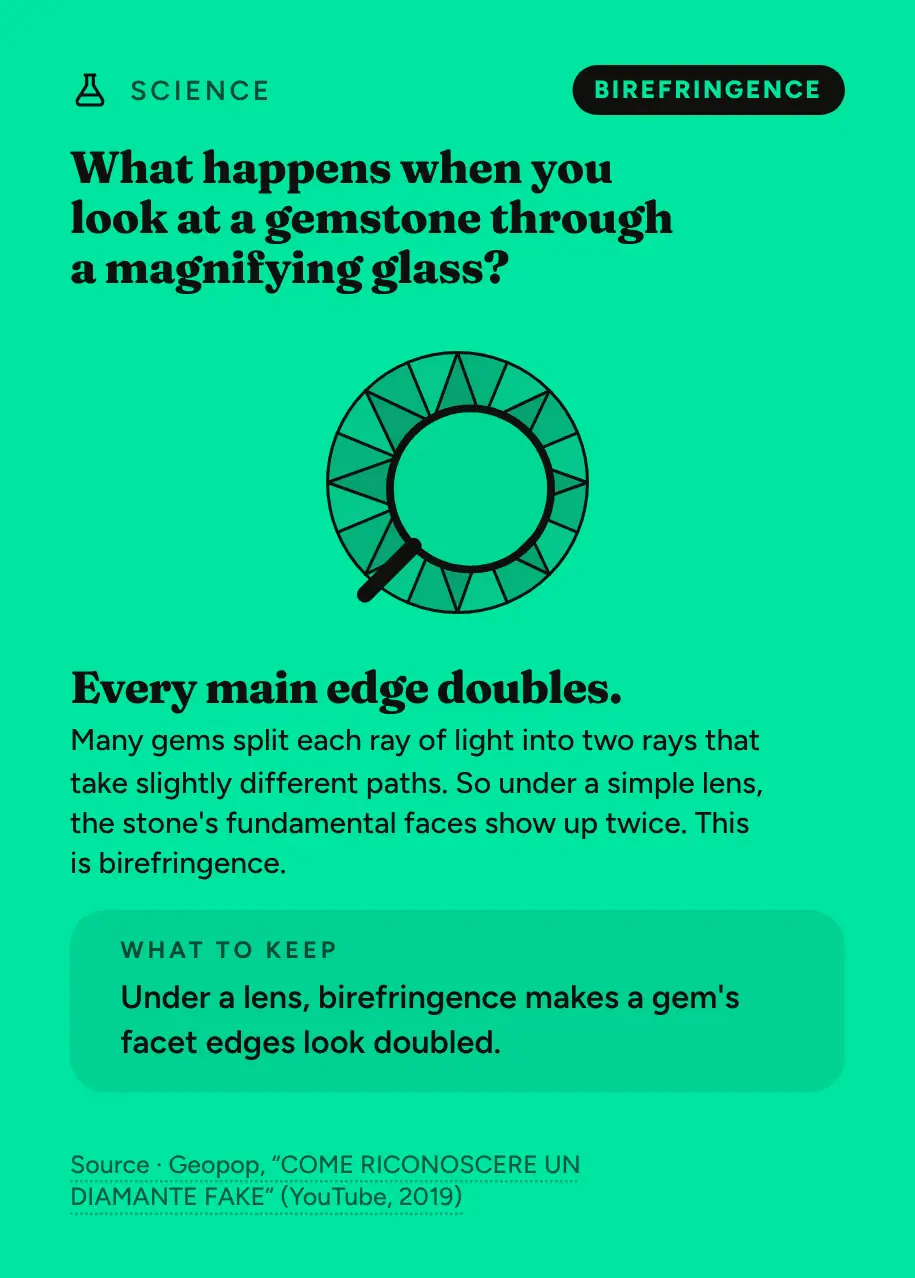 SCIENCE
BIREFRINGENCE
What happens when you
look at a gemstone through
a magnifying glass?
Every main edge doubles.
Many gems split each ray of light into two rays that
take slightly different paths. So under a simple lens,
the stone's fundamental faces show up twice. This
is birefringence.
WHAT TO KEEP
Under a lens, birefringence makes a gem's
facet edges look doubled.
Source · Geopop, “COME RICONOSCERE UN
DIAMANTE FAKE” (YouTube, 2019)